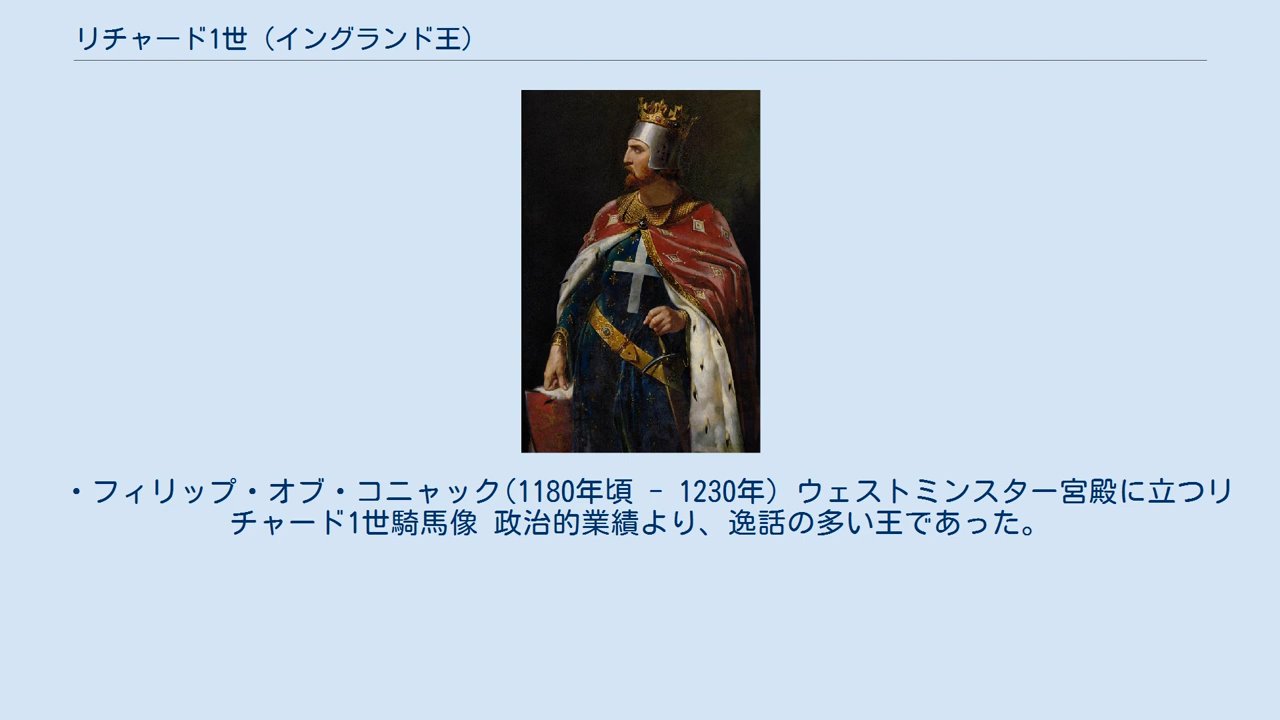 リチャード1世（イングランド王）
・フィリップ・オブ・コニャック(1180年頃 - 1230年） ウェストミンスター宮殿に立つリ
チャード1世騎馬像 政治的業績より、逸話の多い王であった。